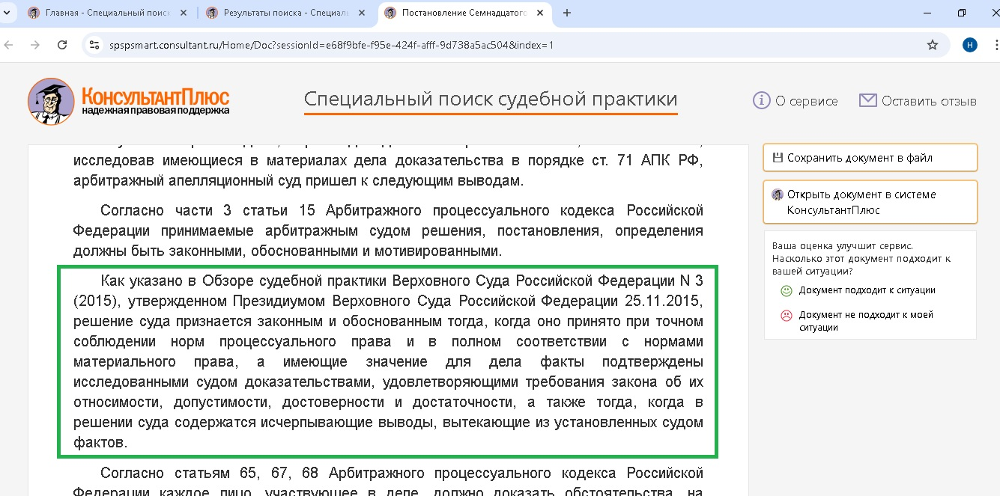 Главная - Специальный поис
Результаты поиска - Специаль
Постановление Семнадцатого
spspsmart.consultant.ru/Home/Doc?sessionId=e68f9bfe-f95e-424f-afff-9d738a5ac504&index=1
Н
КонсультантПлюс
надежная правовая поддержка
Специальный поиск судебной практики
О сервисе
Оставить отзыв
исследовав имеющиеся в материалах дела доказательства в порядке ст. 71 АПК РФ,
арбитражный апелляционный суд пришел к следующим выводам.
Согласно части 3 статьи 15 Арбитражного процессуального кодекса Российской
Федерации принимаемые арбитражным судом решения, постановления, определения
должны быть законными, обоснованными и мотивированными.
Как указано в Обзоре судебной практики Верховного Суда Российской Федерации N 3
(2015), утвержденном Президиумом Верховного Суда Российской Федерации 25.11.2015,
решение суда признается законным и обоснованным тогда, когда оно принято при точном
соблюдении норм процессуального права и в полном соответствии с нормами
материального права, а имеющие значение для дела факты подтверждены
исследованными судом доказательствами, удовлетворяющими требования закона об их
относимости, допустимости, достоверности и достаточности, а также тогда, когда в
решении суда содержатся исчерпывающие выводы, вытекающие из установленных судом
фактов.
Согласно статьям 65, 67, 68 Арбитражного процессуального кодекса Российской
Федерации каждое лицо, участвующее в деле, должно доказать обстоятельства, на
Сохранить документ в файл
Открыть документ в системе
КонсультантПлюс
Ваша оценка улучшит сервис.
Насколько этот документ подходит к
вашей ситуации?
Документ подходит к ситуации
Документ не подходит к моей
ситуации